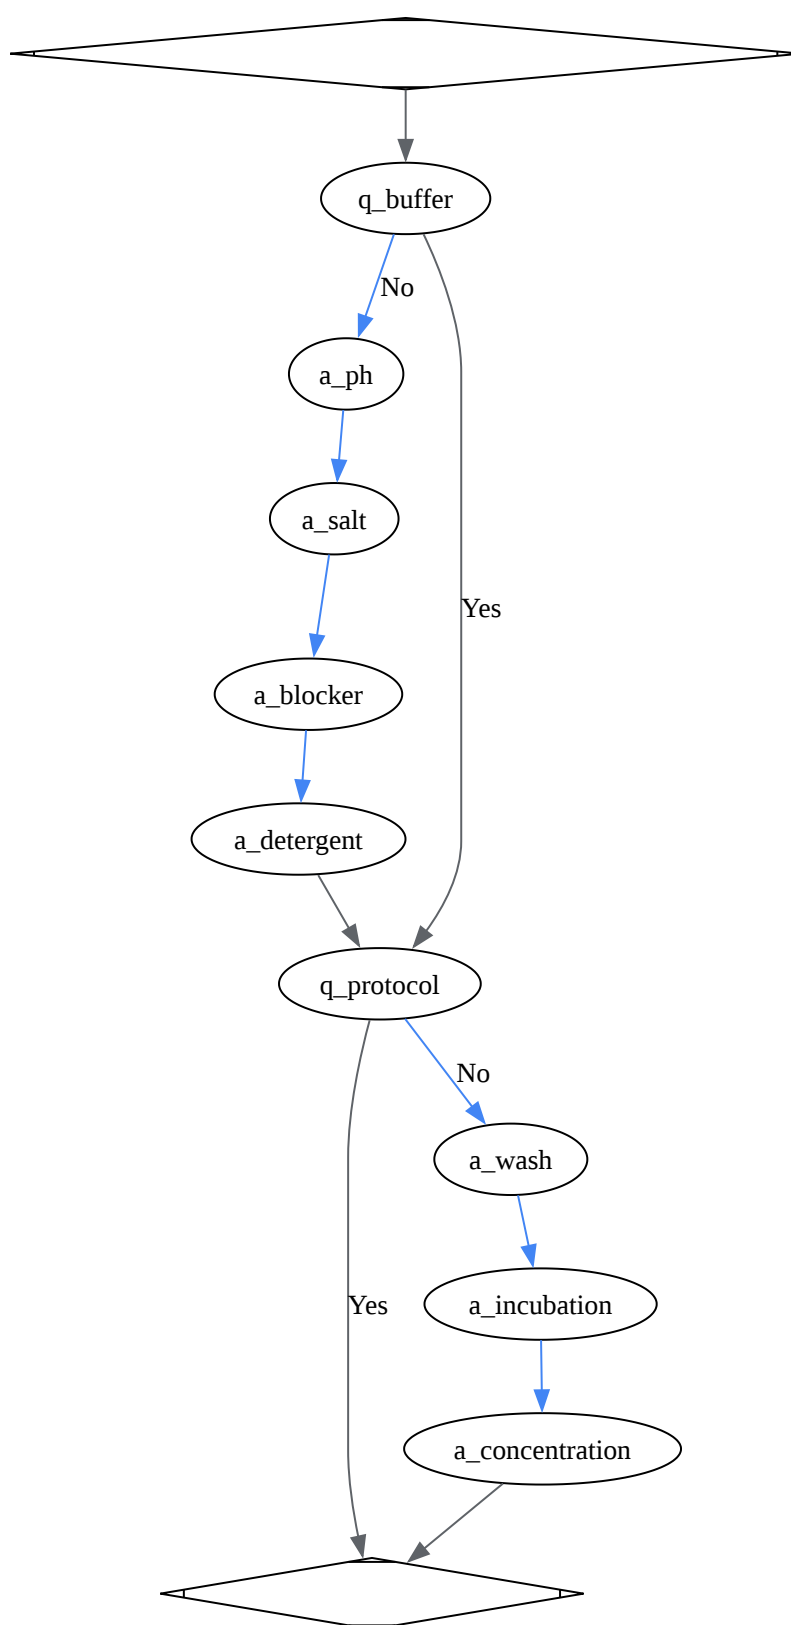 q_buffer
No
a_ph
a_salt
Yes
a_blocker
a_detergent
q_protocol
No
a_wash
a_incubation
Yes
a_concentration